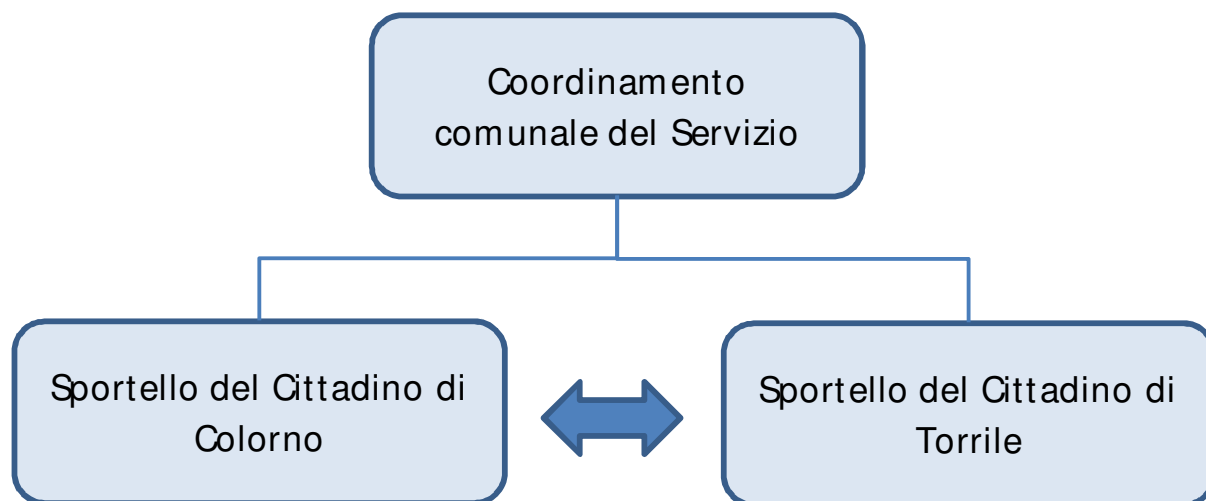 Coordinamento
comunale del Servizio
Sportello del Cittadino di
Colorno
Sportello del Cittadino di
Torrile